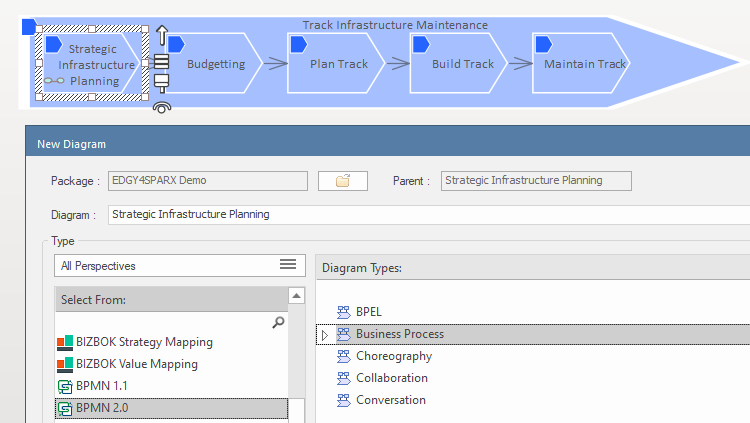 Track Infrastructure Maintenance
Strategic
Infrastructure
Planning
Budgetting
Plan Track
Build Track
Maintain Track
New Diagram
Package :
EDGY4SPARX Demo
Parent :
Strategic Infrastructure Planning
Diagram :
Strategic Infrastructure Planning
Type
All Perspectives
Diagram Types:
Select From:
BIZBOK Strategy Mapping
BIZBOK Value Mapping
BPMN 1.1
BPMN 2.0
BPEL
Business Process
Choreography
Collaboration
Conversation